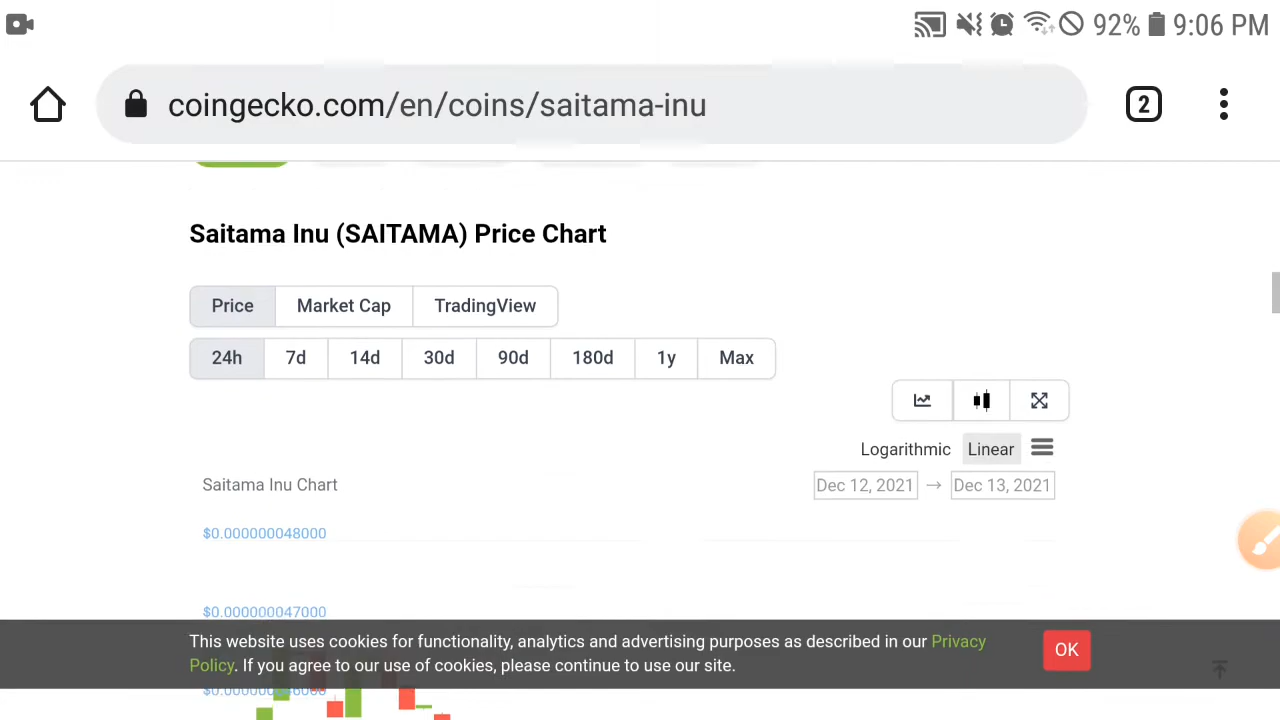 92% 9:06 PM
coingecko.com/en/coins/saitama-inu
2
Saitama Inu (SAITAMA) Price Chart
Price Market Cap TradingView
24h 7d 14d 30d 90d 180d 1y Max
Logarithmic Linear
Saitama Inu Chart
Dec 12, 2021 → Dec 13, 2021
$0.000000048000
$0.000000047000
This website uses cookies for functionality, analytics and advertising purposes as described in our Privacy
Policy. If you agree to our use of cookies, please continue to use our site.
OK
$0.000000046000